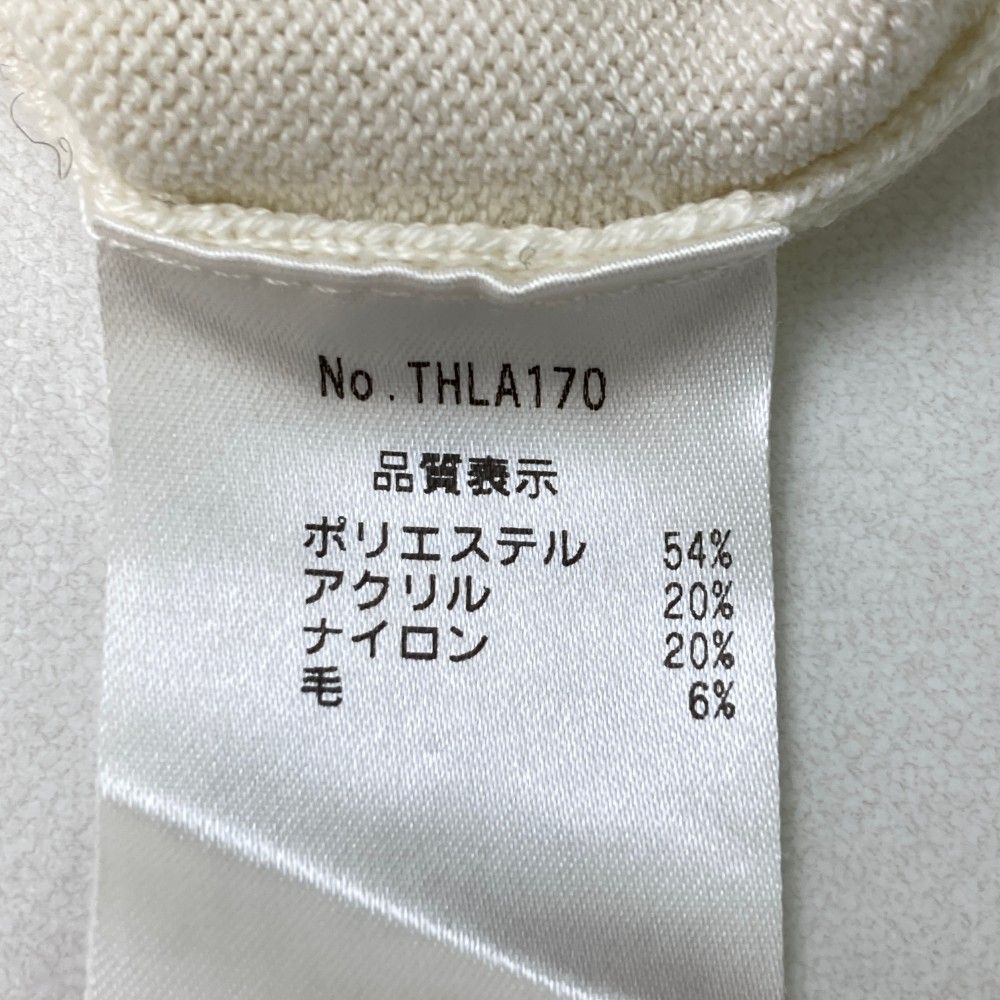 No.THLA170
品質表示
ポリエステル 54%
アクリル 20%
ナイロン 20%
毛 6%